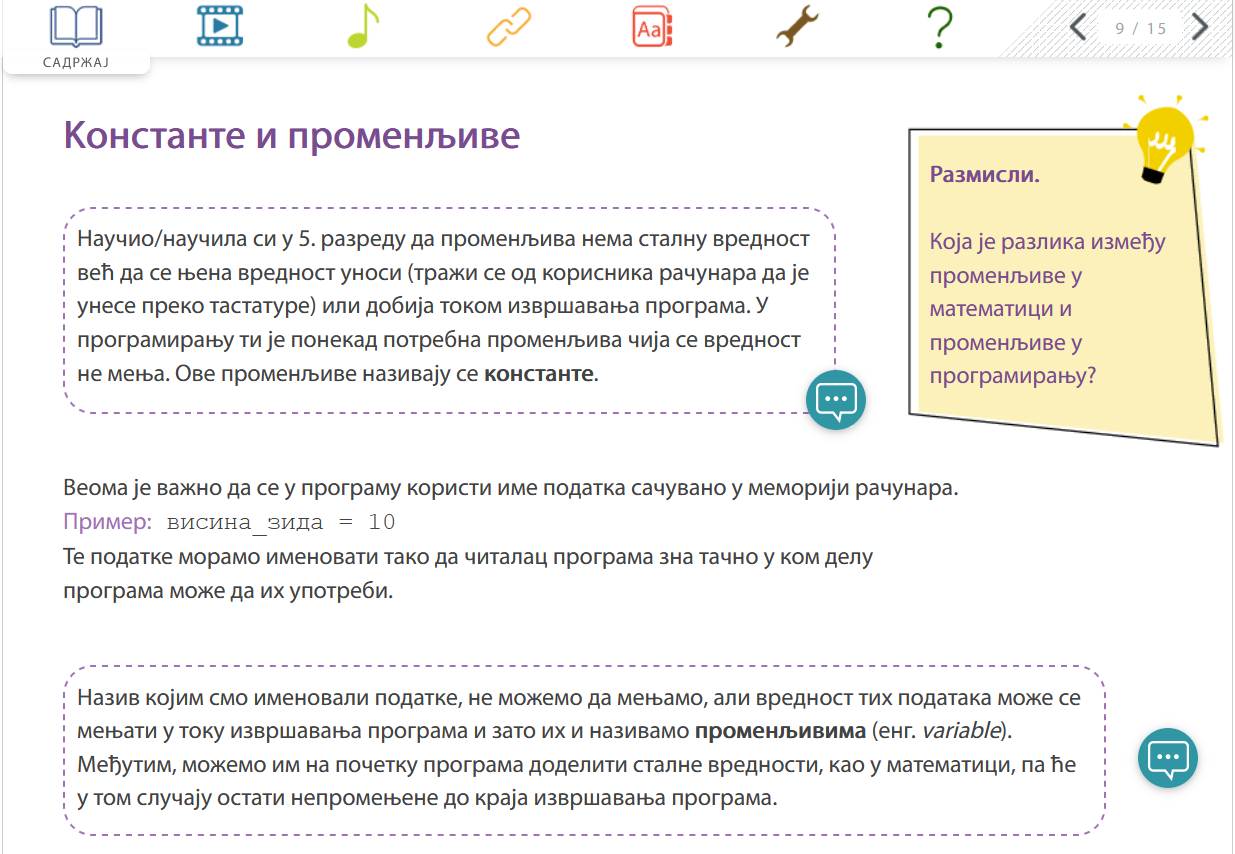 Aa
9 / 15
САДРЖАЈ
Константе и променљиве
Научио/научила си у 5. разреду да променљива нема сталну вредност
већ да се њена вредност уноси (тражи се од корисника рачунара да је
унесе преко тастатуре) или добија током извршавања програма. У
програмирању ти је понекад потребна променљива чија се вредност
не мења. Ове променљиве називају се константе.
Размисли.
Која је разлика између
променљиве у
математици и
променљиве у
програмирању?
Веома је важно да се у програму користи име податка сачувано у меморији рачунара.
Пример: висина_зида = 10
Те податке морамо именовати тако да читалац програма зна тачно у ком делу
програма може да их употреби.
Назив којим смо именовали податке, не можемо да мењамо, али вредност тих података може се
мењати у току извршавања програма и зато их и називамо променљивима (енг. variable).
Међутим, можемо им на почетку програма доделити сталне вредности, као у математици, па ће
у том случају остати непромењене до краја извршавања програма.